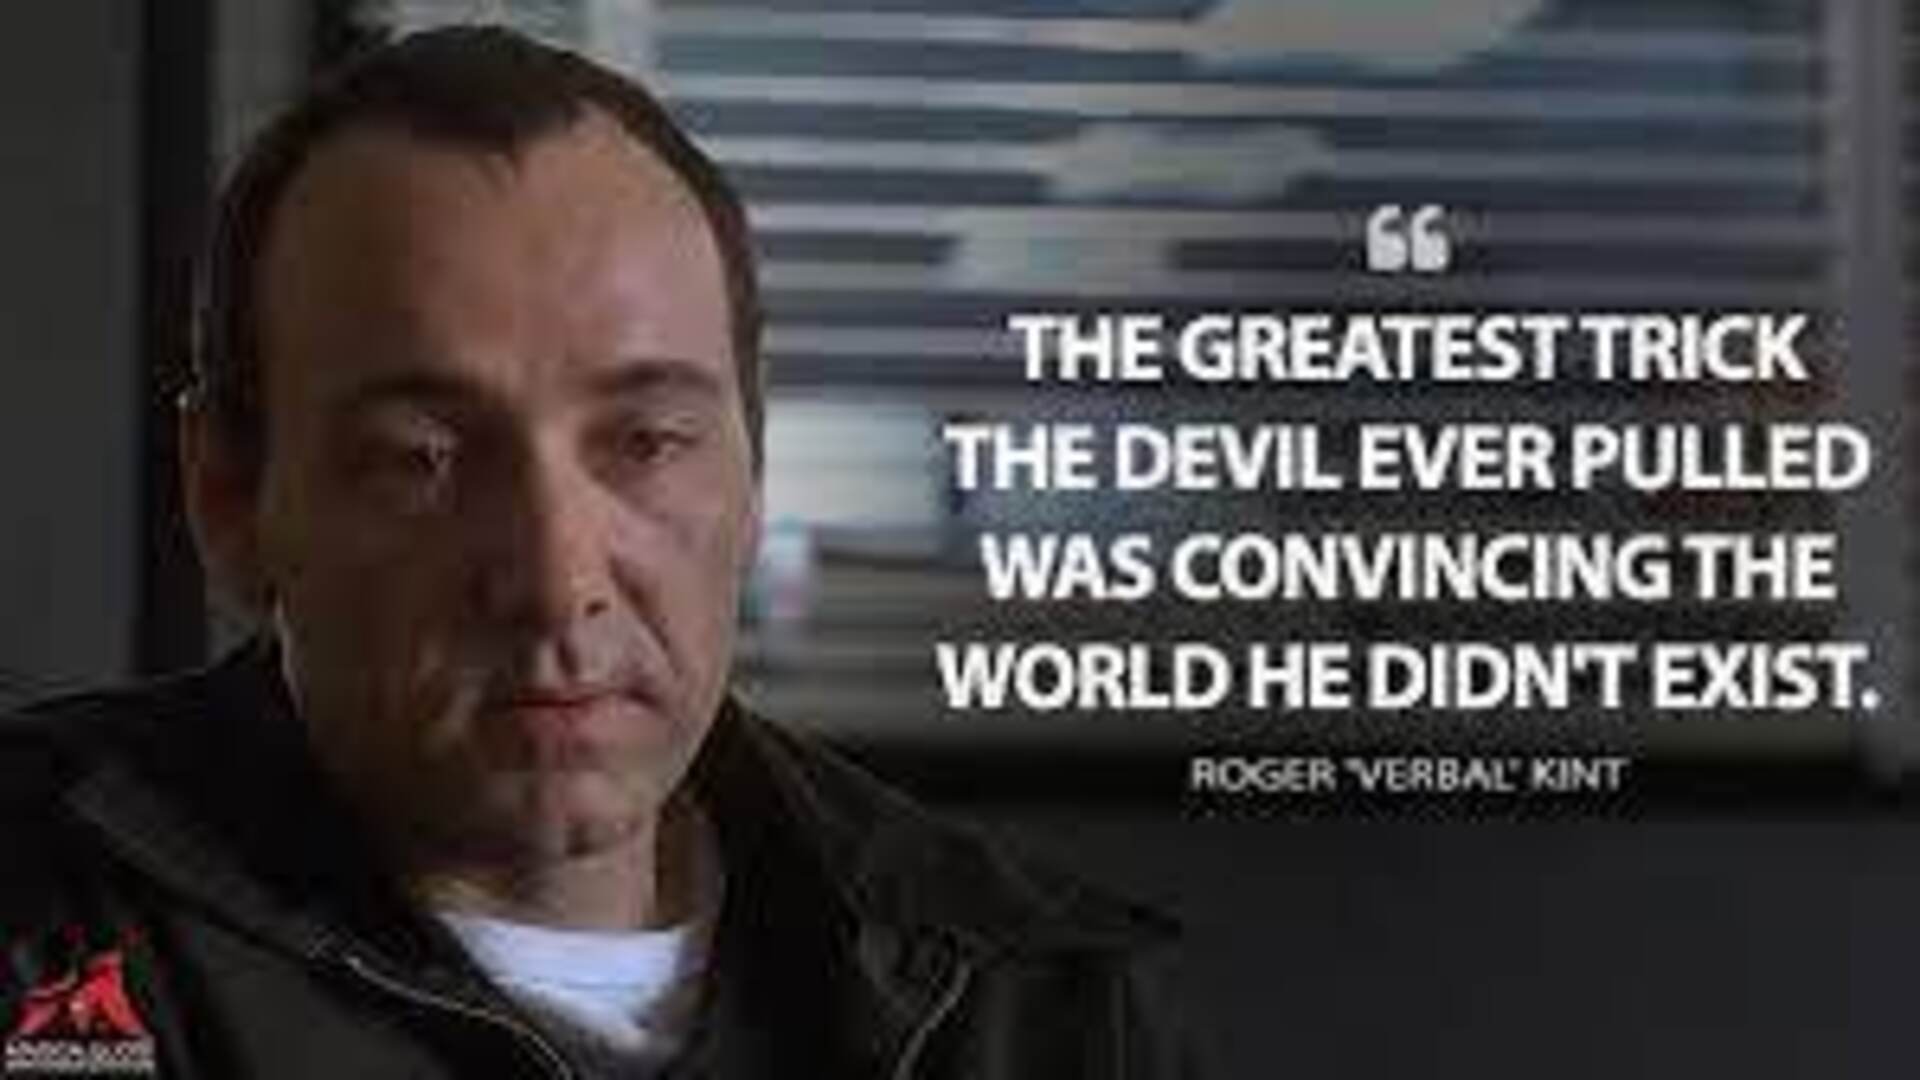 “
THE GREATEST TRICK
THE DEVIL EVER PULLED
WAS CONVINCING THE
WORLD HE DIDN'T EXIST.
ROGER "VERBAL" KINT